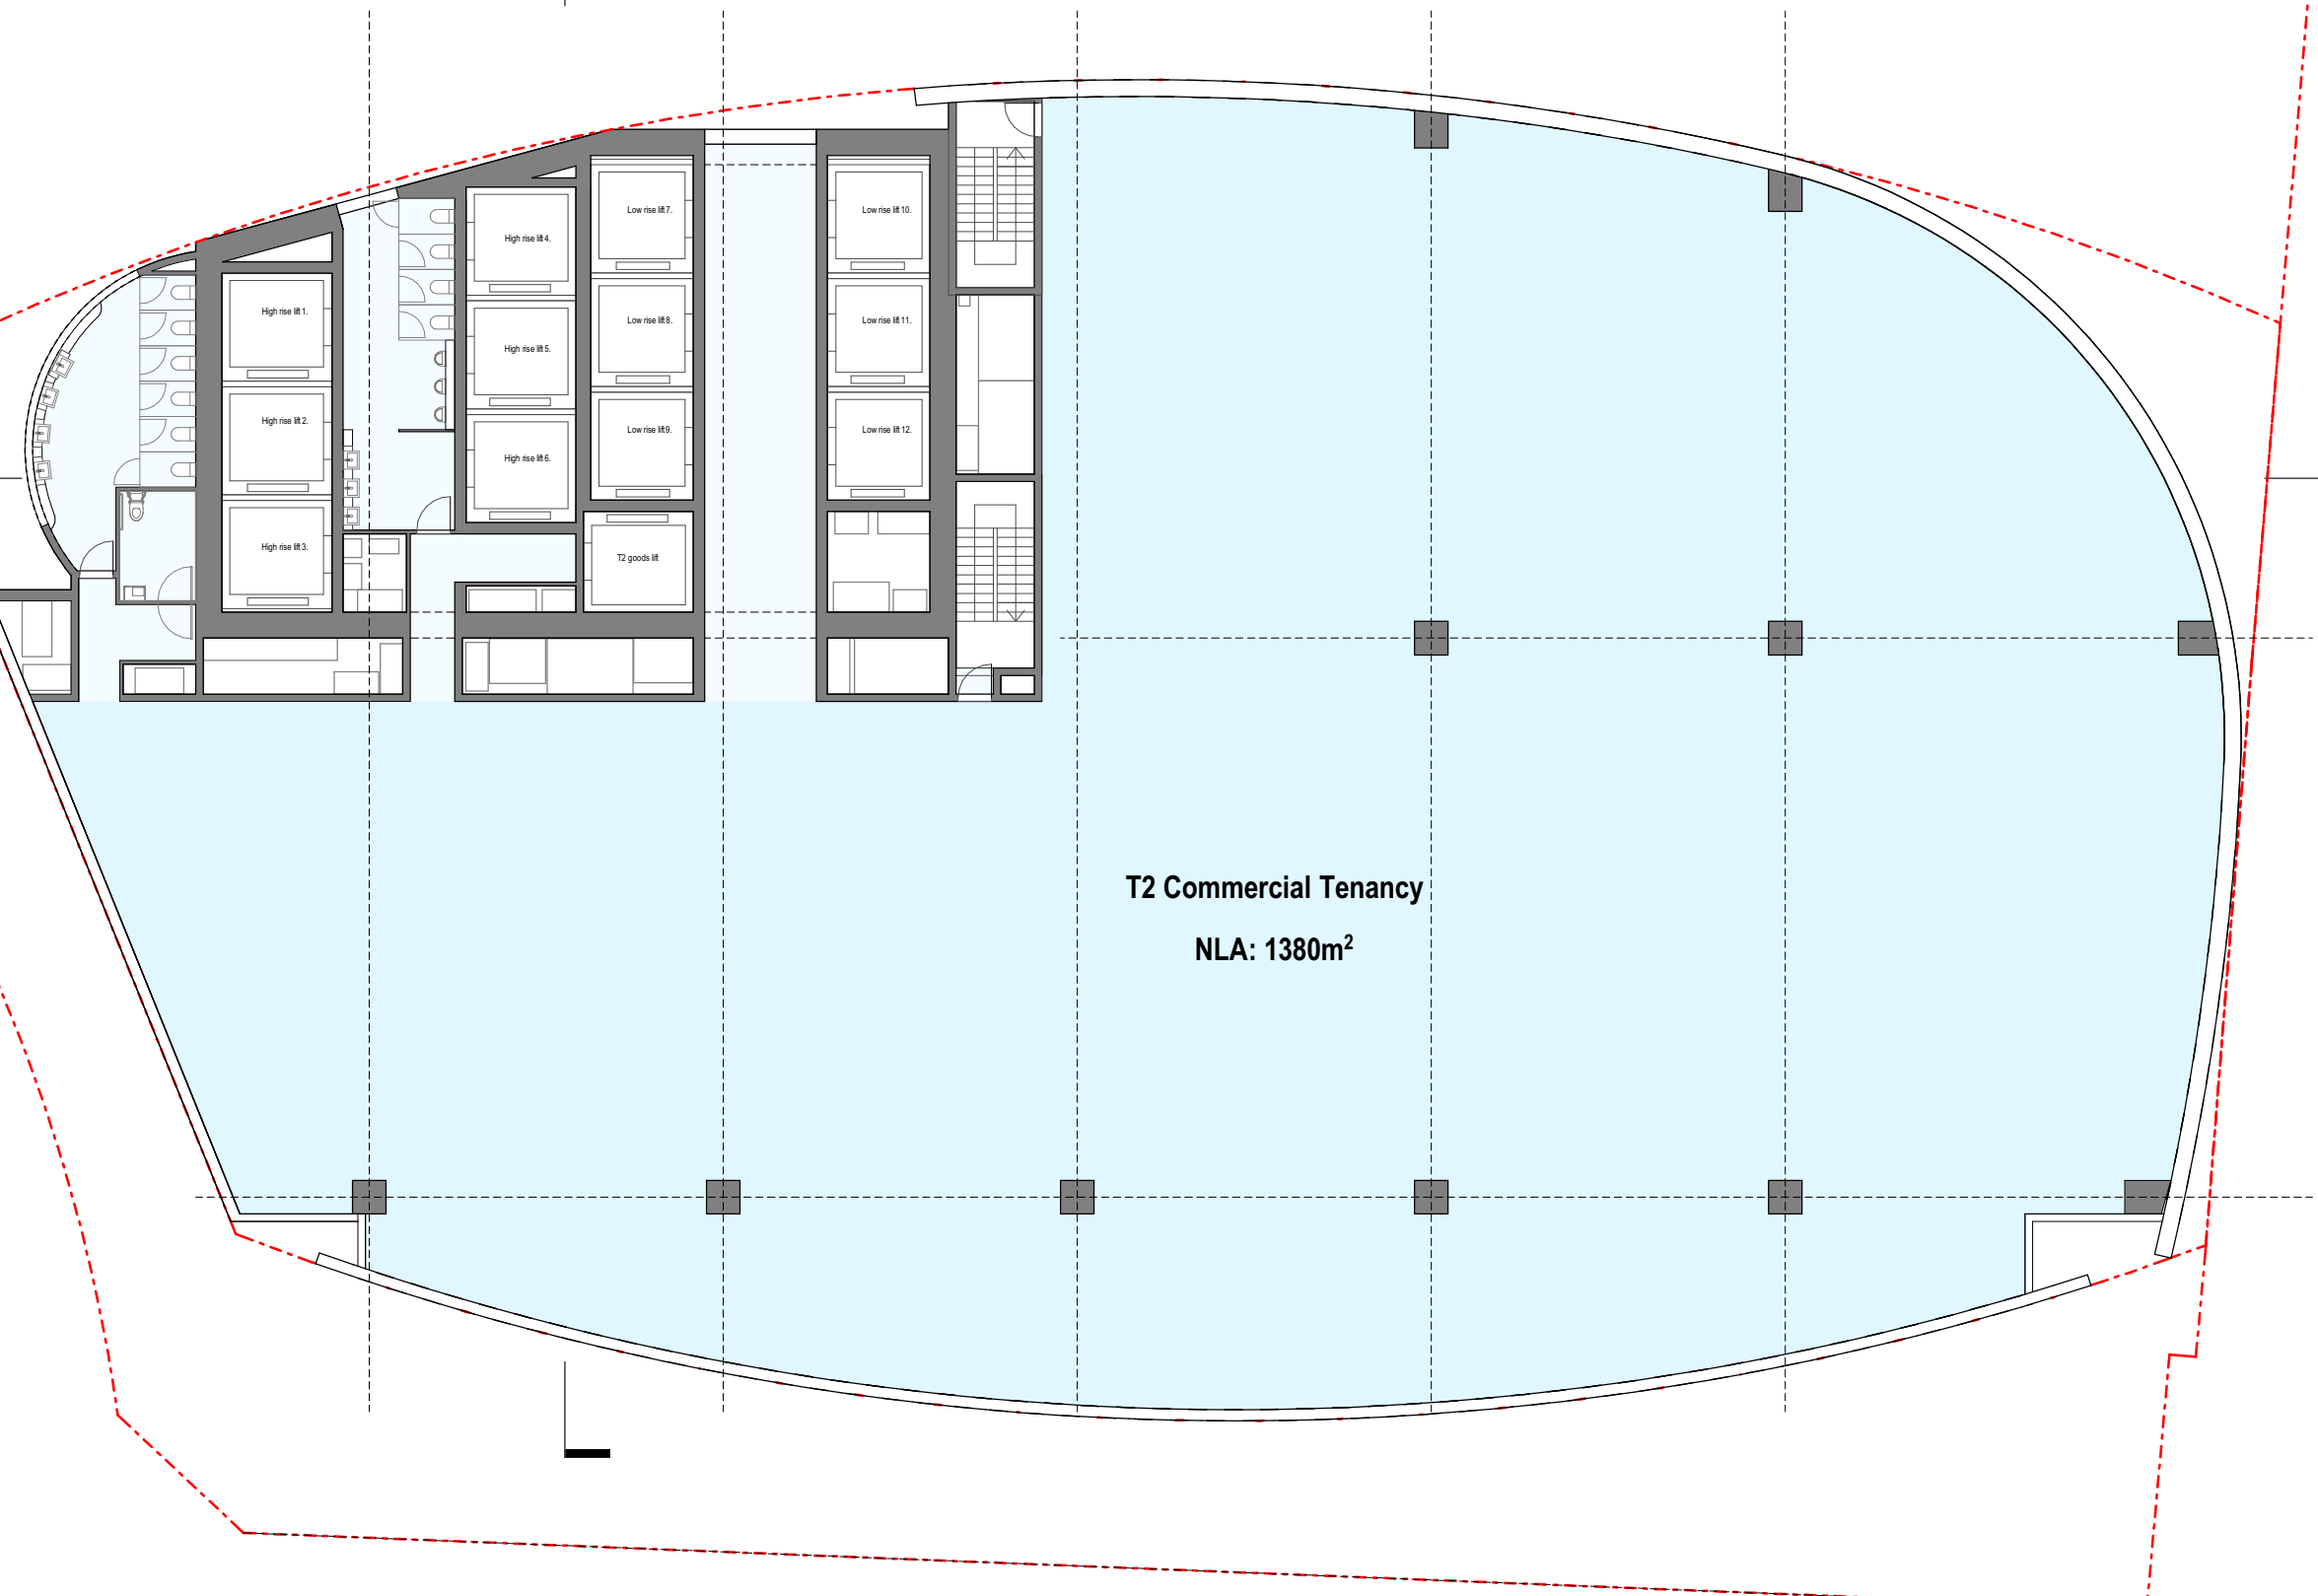 High rise lift 1.
High rise lift 2.
High rise lift 3.
High rise lift 4.
High rise lift 5.
High rise lift 6.
Low rise lift 7.
Low rise lift 8.
Low rise lift 9.
T2 goods lift
Low rise lift 10.
Low rise lift 11.
Low rise lift 12.
T2 Commercial Tenancy
NLA: 1380m²